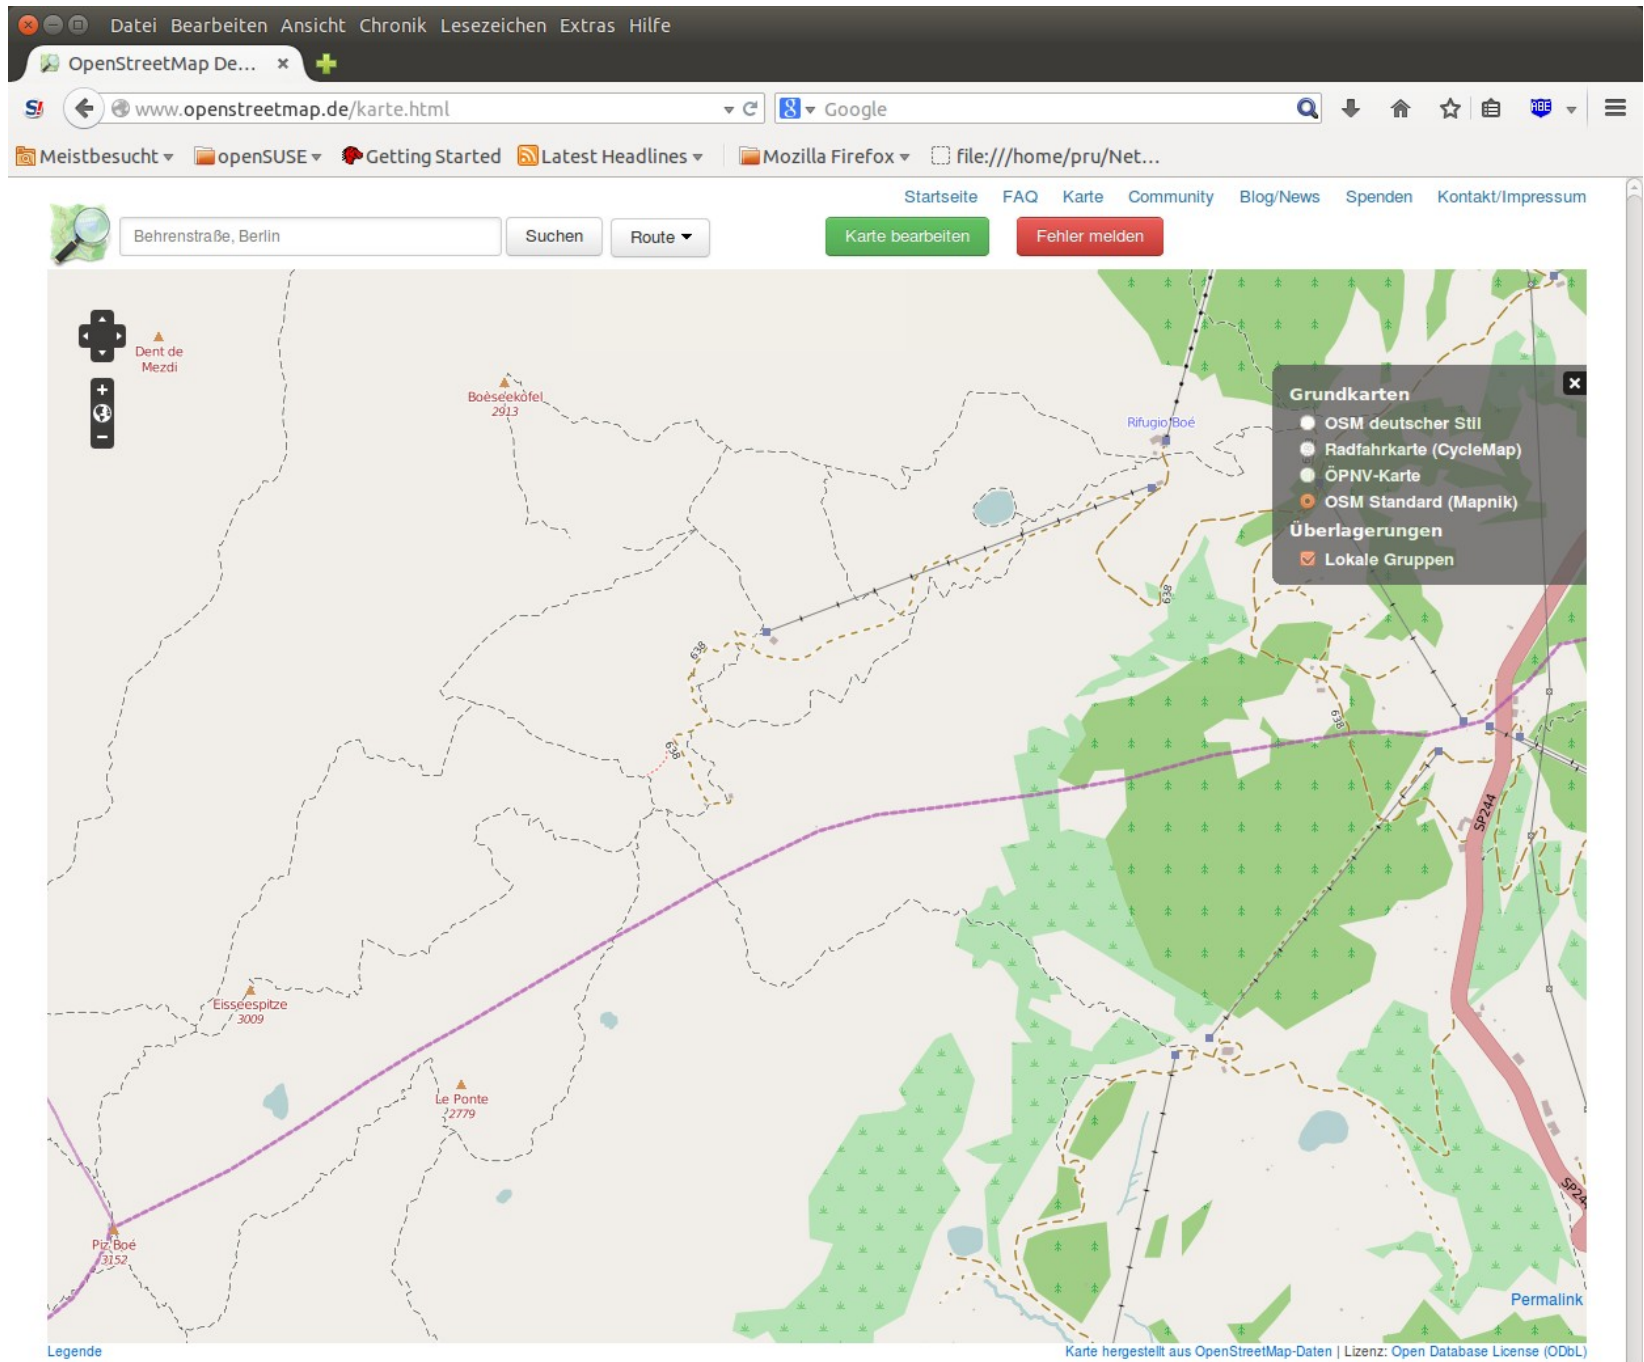 Datei Bearbeiten Ansicht Chronik Lesezeichen Extras Hilfe
OpenStreetMap De...
S! www.openstreetmap.de/karte.html Google ABE
Meistbesucht openSUSE Getting Started Latest Headlines Mozilla Firefox file:///home/pru/Net...
Startseite FAQ Karte Community Blog/News Spenden Kontakt/Impressum
Behrenstraße, Berlin Suchen Route Karte bearbeiten Fehler melden
Dent de
Mezdi
Boèseekofel
2913
Rifugio Boé
Grundkarten
OSM deutscher Stil
Radfahrkarte (CycleMap)
ÖPNV-Karte
OSM Standard (Mapnik)
Überlagerungen
Lokale Gruppen
638
638
638
638
SP244
Eisseespitze
3009
Le Ponte
2779
Piz Boé
3152
SP24
Permalink
Legende
Karte hergestellt aus OpenStreetMap-Daten | Lizenz: Open Database License (ODbL)